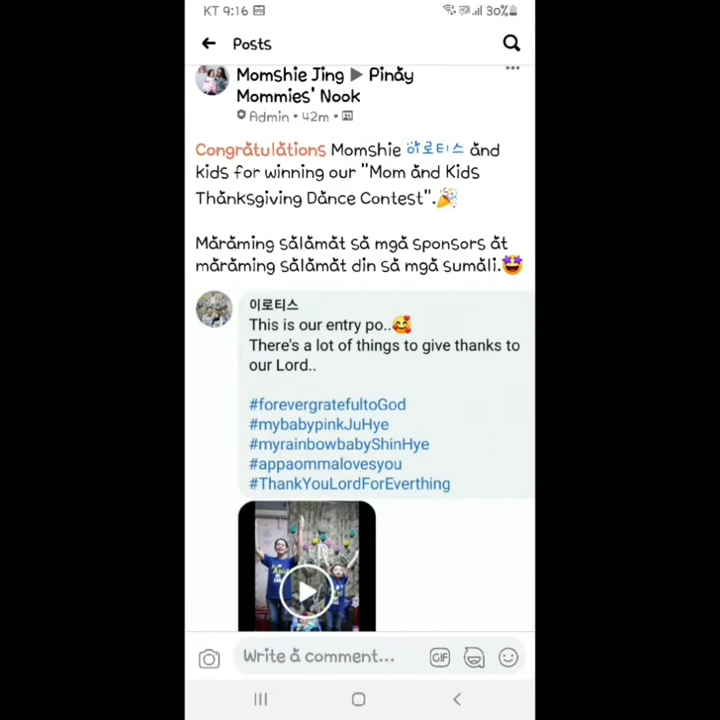 KT 9:16
30%
Posts
Momshie Jing ▶ Pinay
Mommies' Nook
Admin • 42m •
Congratulations Momshie 이로티스 and
kids for winning our "Mom and Kids
Thanksgiving Dance Contest".🎉
Maraming salamat sa mga sponsors at
maraming salamat din sa mga sumali.🤩
이로티스
This is our entry po..🥰
There's a lot of things to give thanks to
our Lord..
#forevergratefultoGod
#mybabypinkJuHye
#myrainbowbabyShinHye
#appaommalovesyou
#ThankYouLordForEverthing
Write a comment...
GIF